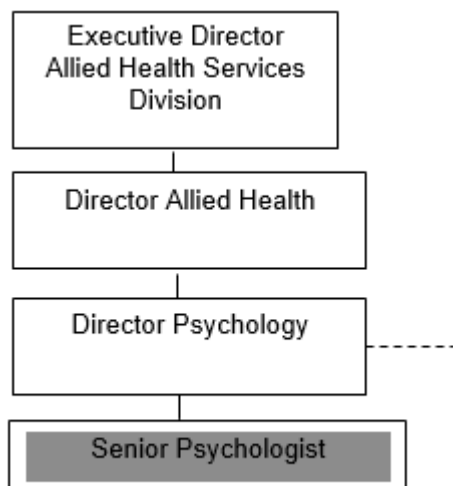 Executive Director
Allied Health Services
Division
Director Allied Health
Director Psychology
Senior Psychologist